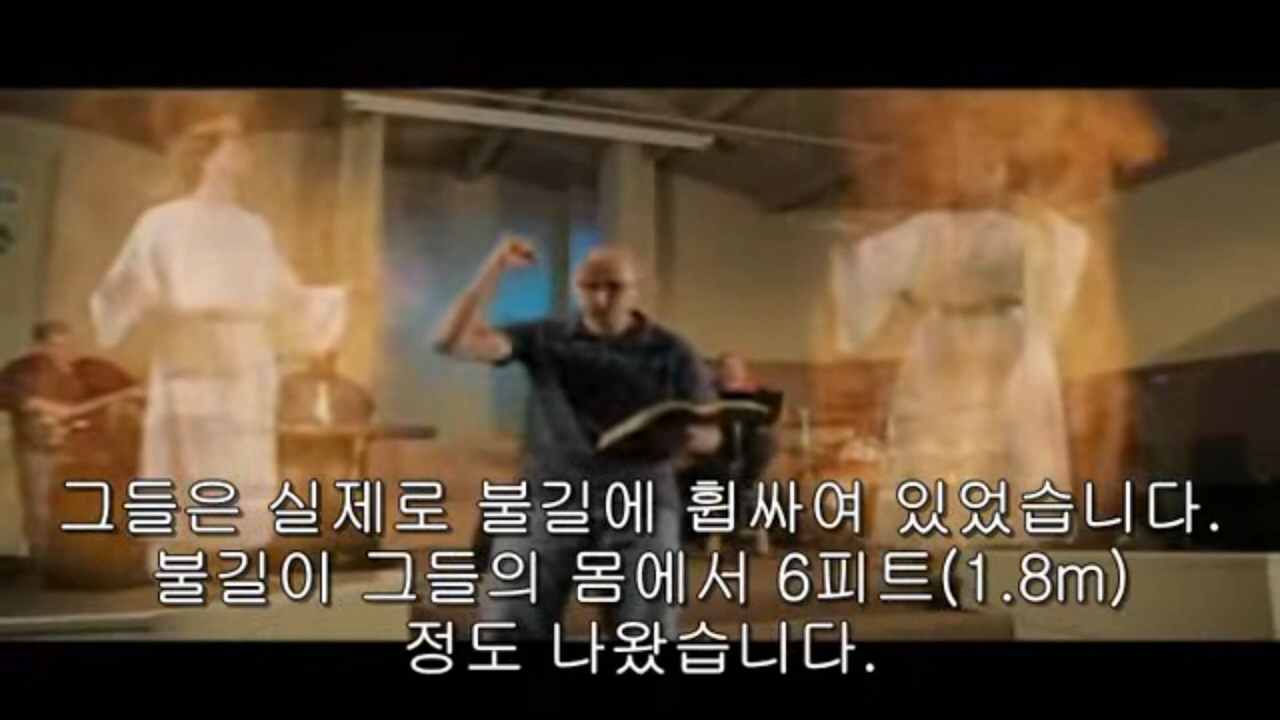 그들은 실제로 불길에 휩싸여 있었습니다.
불길이 그들의 몸에서 6피트(1.8m)
정도 나왔습니다.